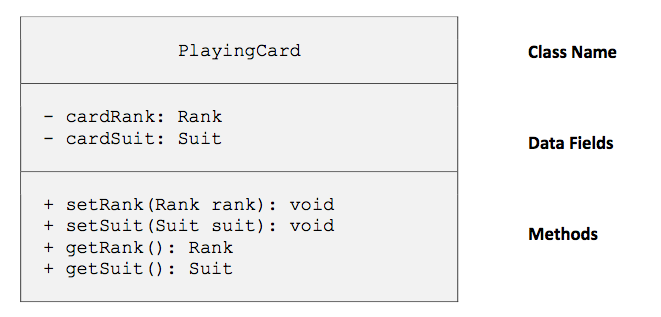 PlayingCard
Class Name
- cardRank: Rank
- cardSuit: Suit
Data Fields
+ setRank(Rank rank): void
+ setSuit(Suit suit): void
+ getRank(): Rank
+ getSuit(): Suit
Methods